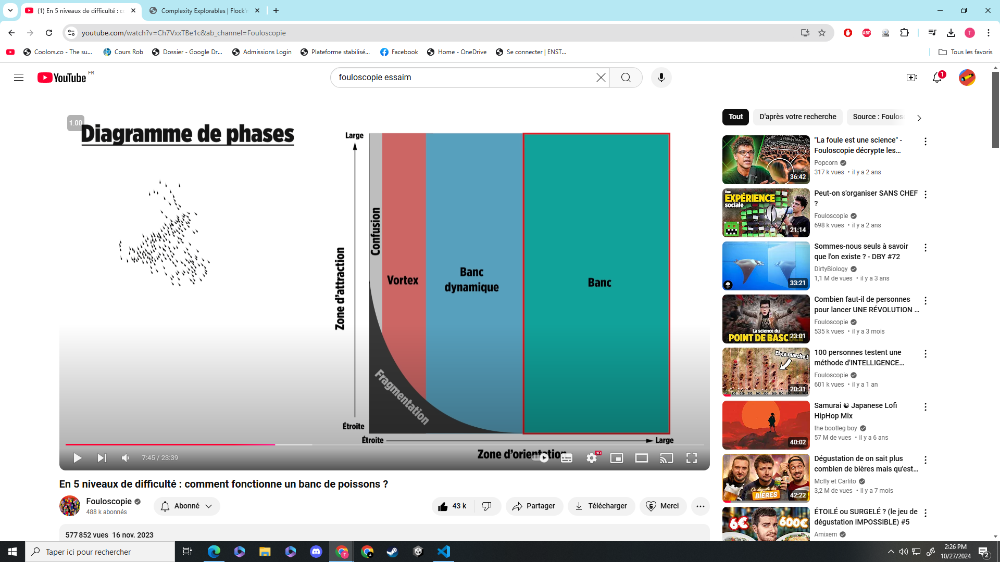 (1) En 5 niveaux de difficulté : c
Complexity Explorables | Flock'n
youtube.com/watch?v=Ch7VxxTBe1c&ab_channel=Fouloscopie
Coolors.co - The su...
Cours Rob
Dossier - Google Dr...
Admissions Login
Plateforme stabilisé...
Facebook
Home - OneDrive
Se connecter | ENST...
Tous les favoris
YouTube FR
fouloscopie essaim
1
1.00
Diagramme de phases
Large
Zone d'attraction
Étroite
Confusion
Vortex
Banc
dynamique
Banc
Fragmentation
Étroite
Large
Zone d'orientation
7:45 / 23:39
HD
En 5 niveaux de difficulté : comment fonctionne un banc de poissons ?
Fouloscopie
488 k abonnés
Abonné
43 k
Partager
Télécharger
Merci
577 852 vues 16 nov. 2023
Tout
D'après votre recherche
Source : Foulos
36:42
"La foule est une science" -
Fouloscopie décrypte les...
Popcorn
317 k vues • il y a 2 ans
Une
EXPÉRIENCE
sociale
21:14
Peut-on s'organiser SANS CHEF
?
Fouloscopie
698 k vues • il y a 2 ans
33:21
Sommes-nous seuls à savoir
que l'on existe ? - DBY #72
DirtyBiology
1,1 M de vues • il y a 3 ans
La science du
POINT DE BASCULE
23:01
Combien faut-il de personnes
pour lancer UNE RÉVOLUTION ...
Fouloscopie
535 k vues • il y a 3 mois
Et ça marche !
20:31
100 personnes testent une
méthode d'INTELLIGENCE...
Fouloscopie
601 k vues • il y a 1 an
40:02
Samurai ☯ Japanese Lofi
HipHop Mix
the bootleg boy
57 M de vues • il y a 6 ans
On déguste des
BIÈRES
42:22
Dégustation de on sait plus
combien de bières mais qu'est...
Mcfly et Carlito
3,2 M de vues • il y a 7 mois
6€
600€
ÉTOILÉ ou SURGELÉ ? (le jeu de
dégustation IMPOSSIBLE) #5
Amixem
Taper ici pour rechercher
2:26 PM
10/27/2024
2